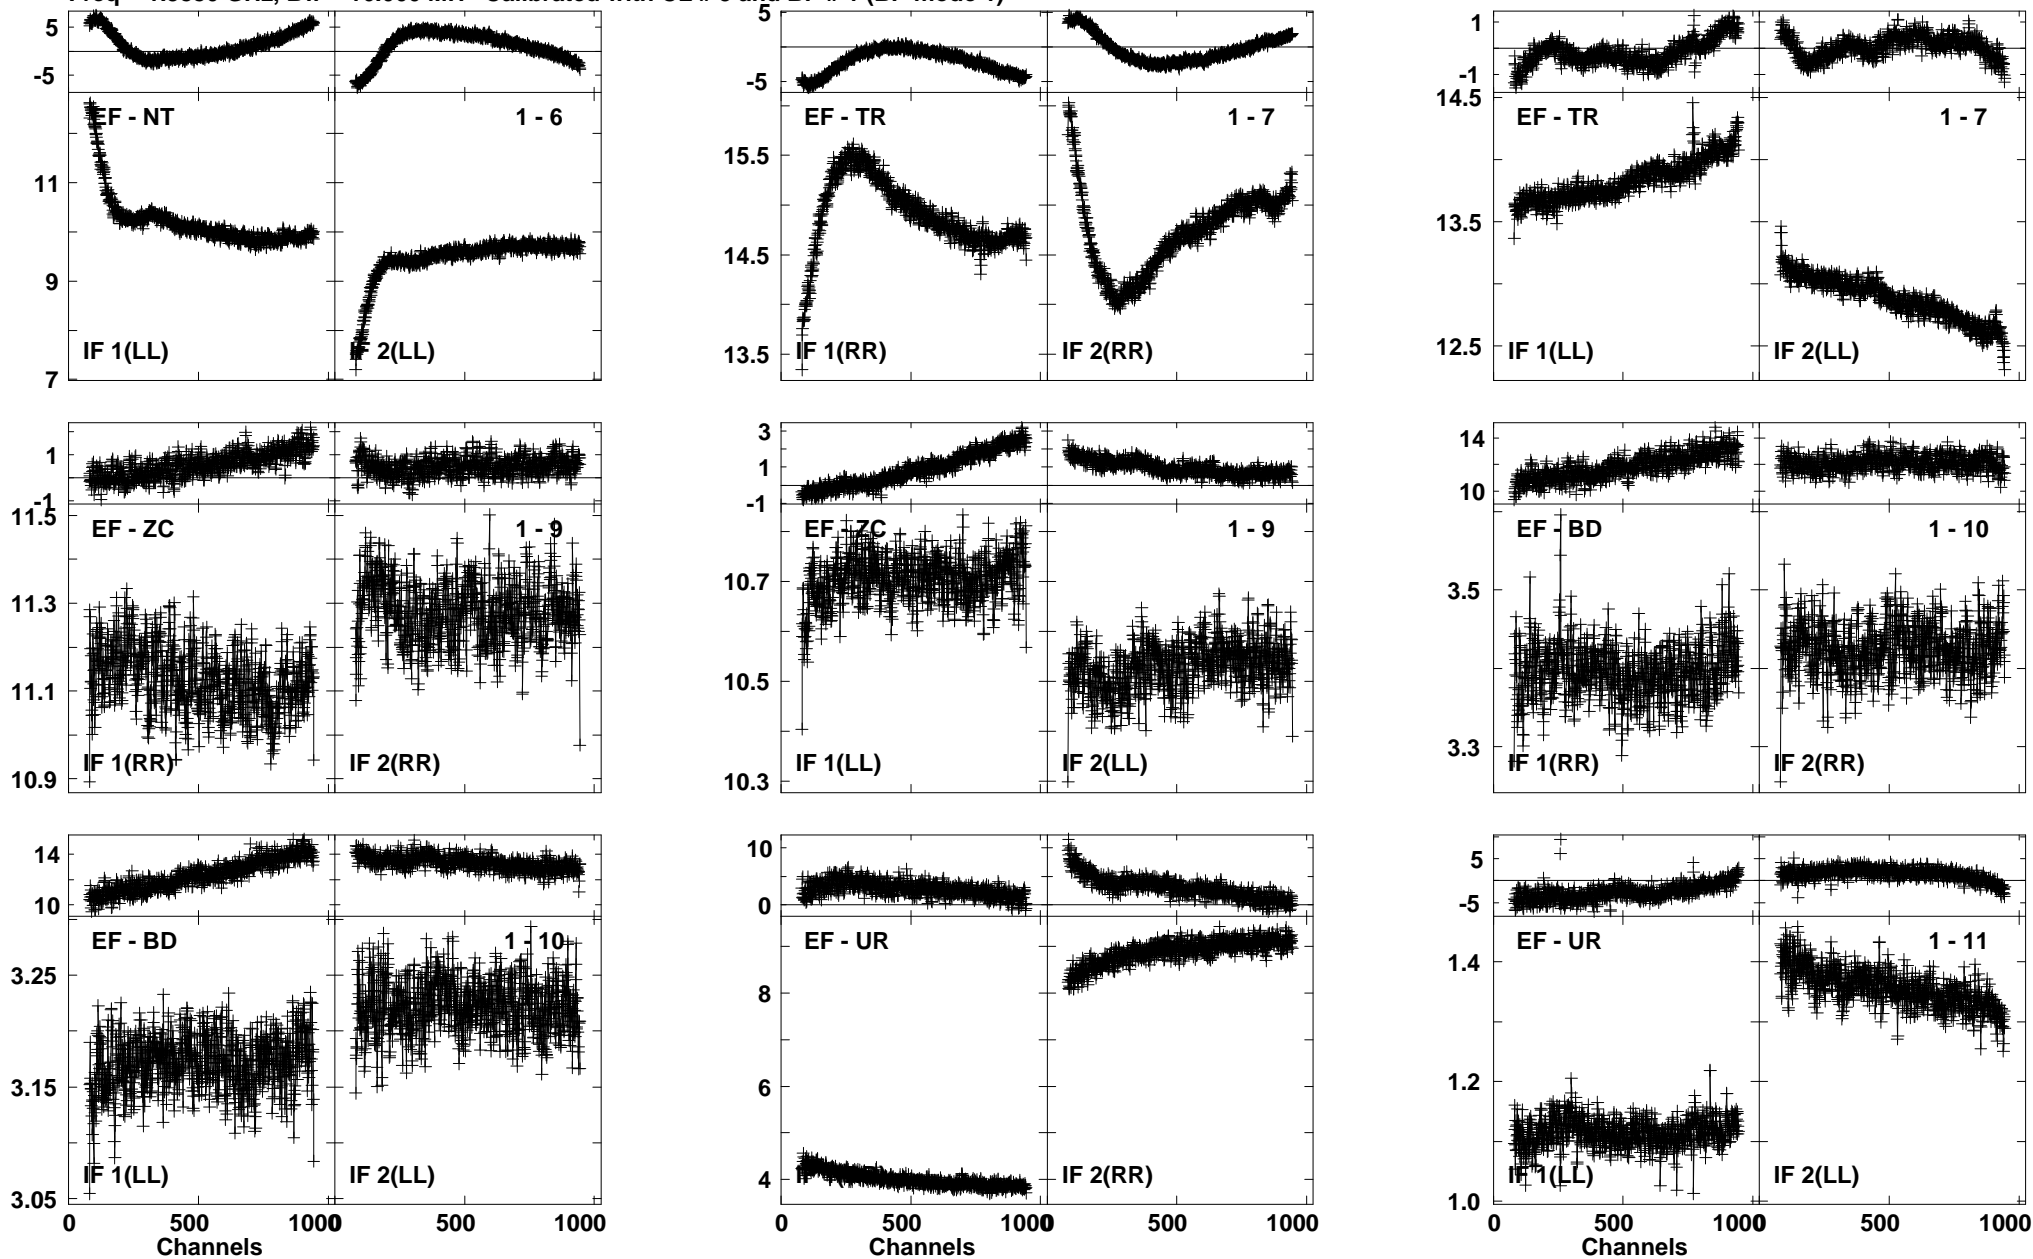 5
-5
EF - NT
1 - 6
11
9
7
IF 1(LL)
IF 2(LL)
5
-5
EF - TR
1 - 7
15.5
14.5
13.5
IF 1(RR)
IF 2(RR)
1
-1
14.5
EF - TR
1 - 7
13.5
12.5
IF 1(LL)
IF 2(LL)
1
-1
11.5
EF - ZC
1 - 9
11.3
11.1
10.9
IF 1(RR)
IF 2(RR)
3
1
-1
EF - ZC
1 - 9
10.7
10.5
10.3
IF 1(LL)
IF 2(LL)
14
10
EF - BD
1 - 10
3.5
3.3
IF 1(RR)
IF 2(RR)
14
10
EF - BD
1 - 10
3.25
3.15
3.05
IF 1(LL)
IF 2(LL)
0 500 1000 0 500 1000
Channels
10
0
EF - UR
8
6
4
IF 2(RR)
0 500 1000 0 500 1000
Channels
5
-5
EF - UR
1 - 11
1.4
1.2
1.0
IF 1(LL)
IF 2(LL)
0 500 1000 0 500 1000
Channels